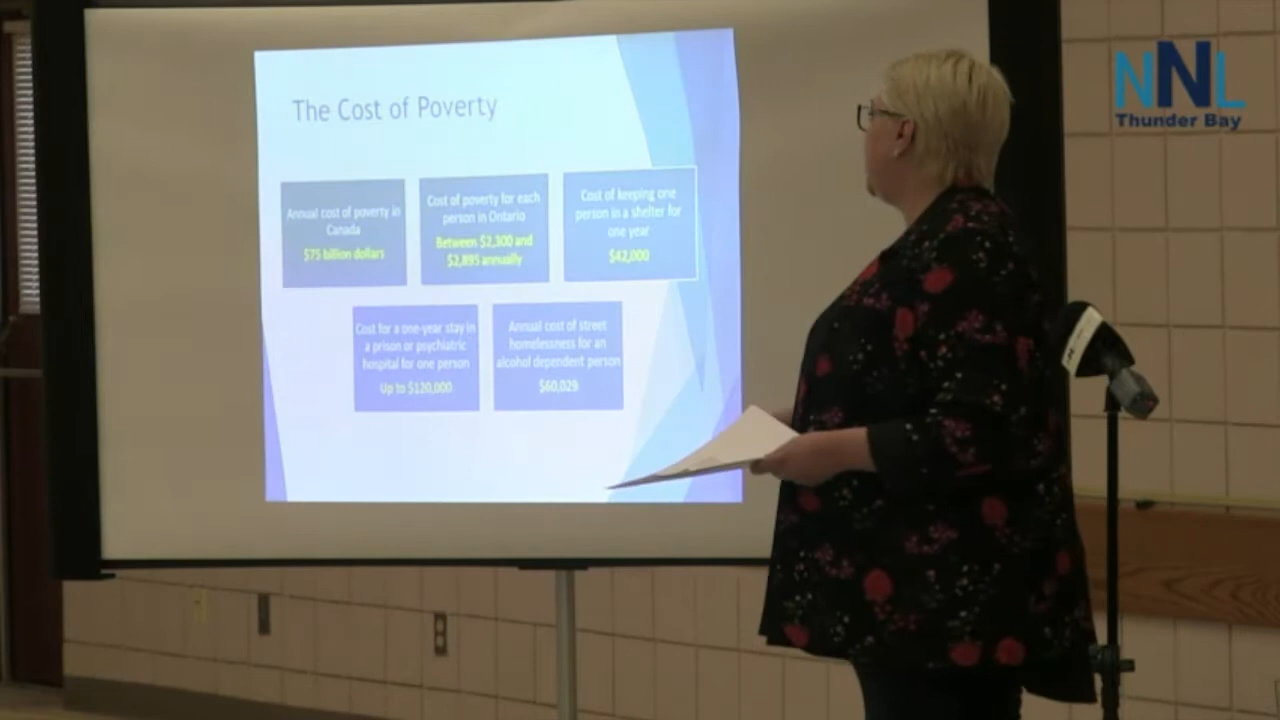 NNL
Thunder Bay
The Cost of Poverty
Annual cost of poverty in
Canada
$75 billion dollars
Cost of poverty for each
person in Ontario
Between $2,300 and
$2,895 annually
Cost of keeping one
person in a shelter for
one year
$42,000
Cost for a one-year stay in
a prison or psychiatric
hospital for one person
Up to $120,000
Annual cost of street
homelessness for an
alcohol dependent person
$60,029